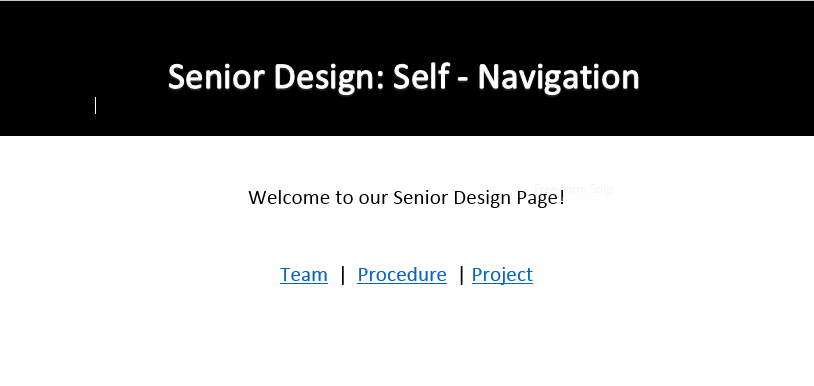 Senior Design: Self - Navigation
Welcome to our Senior Design Page!
Team | Procedure | Project